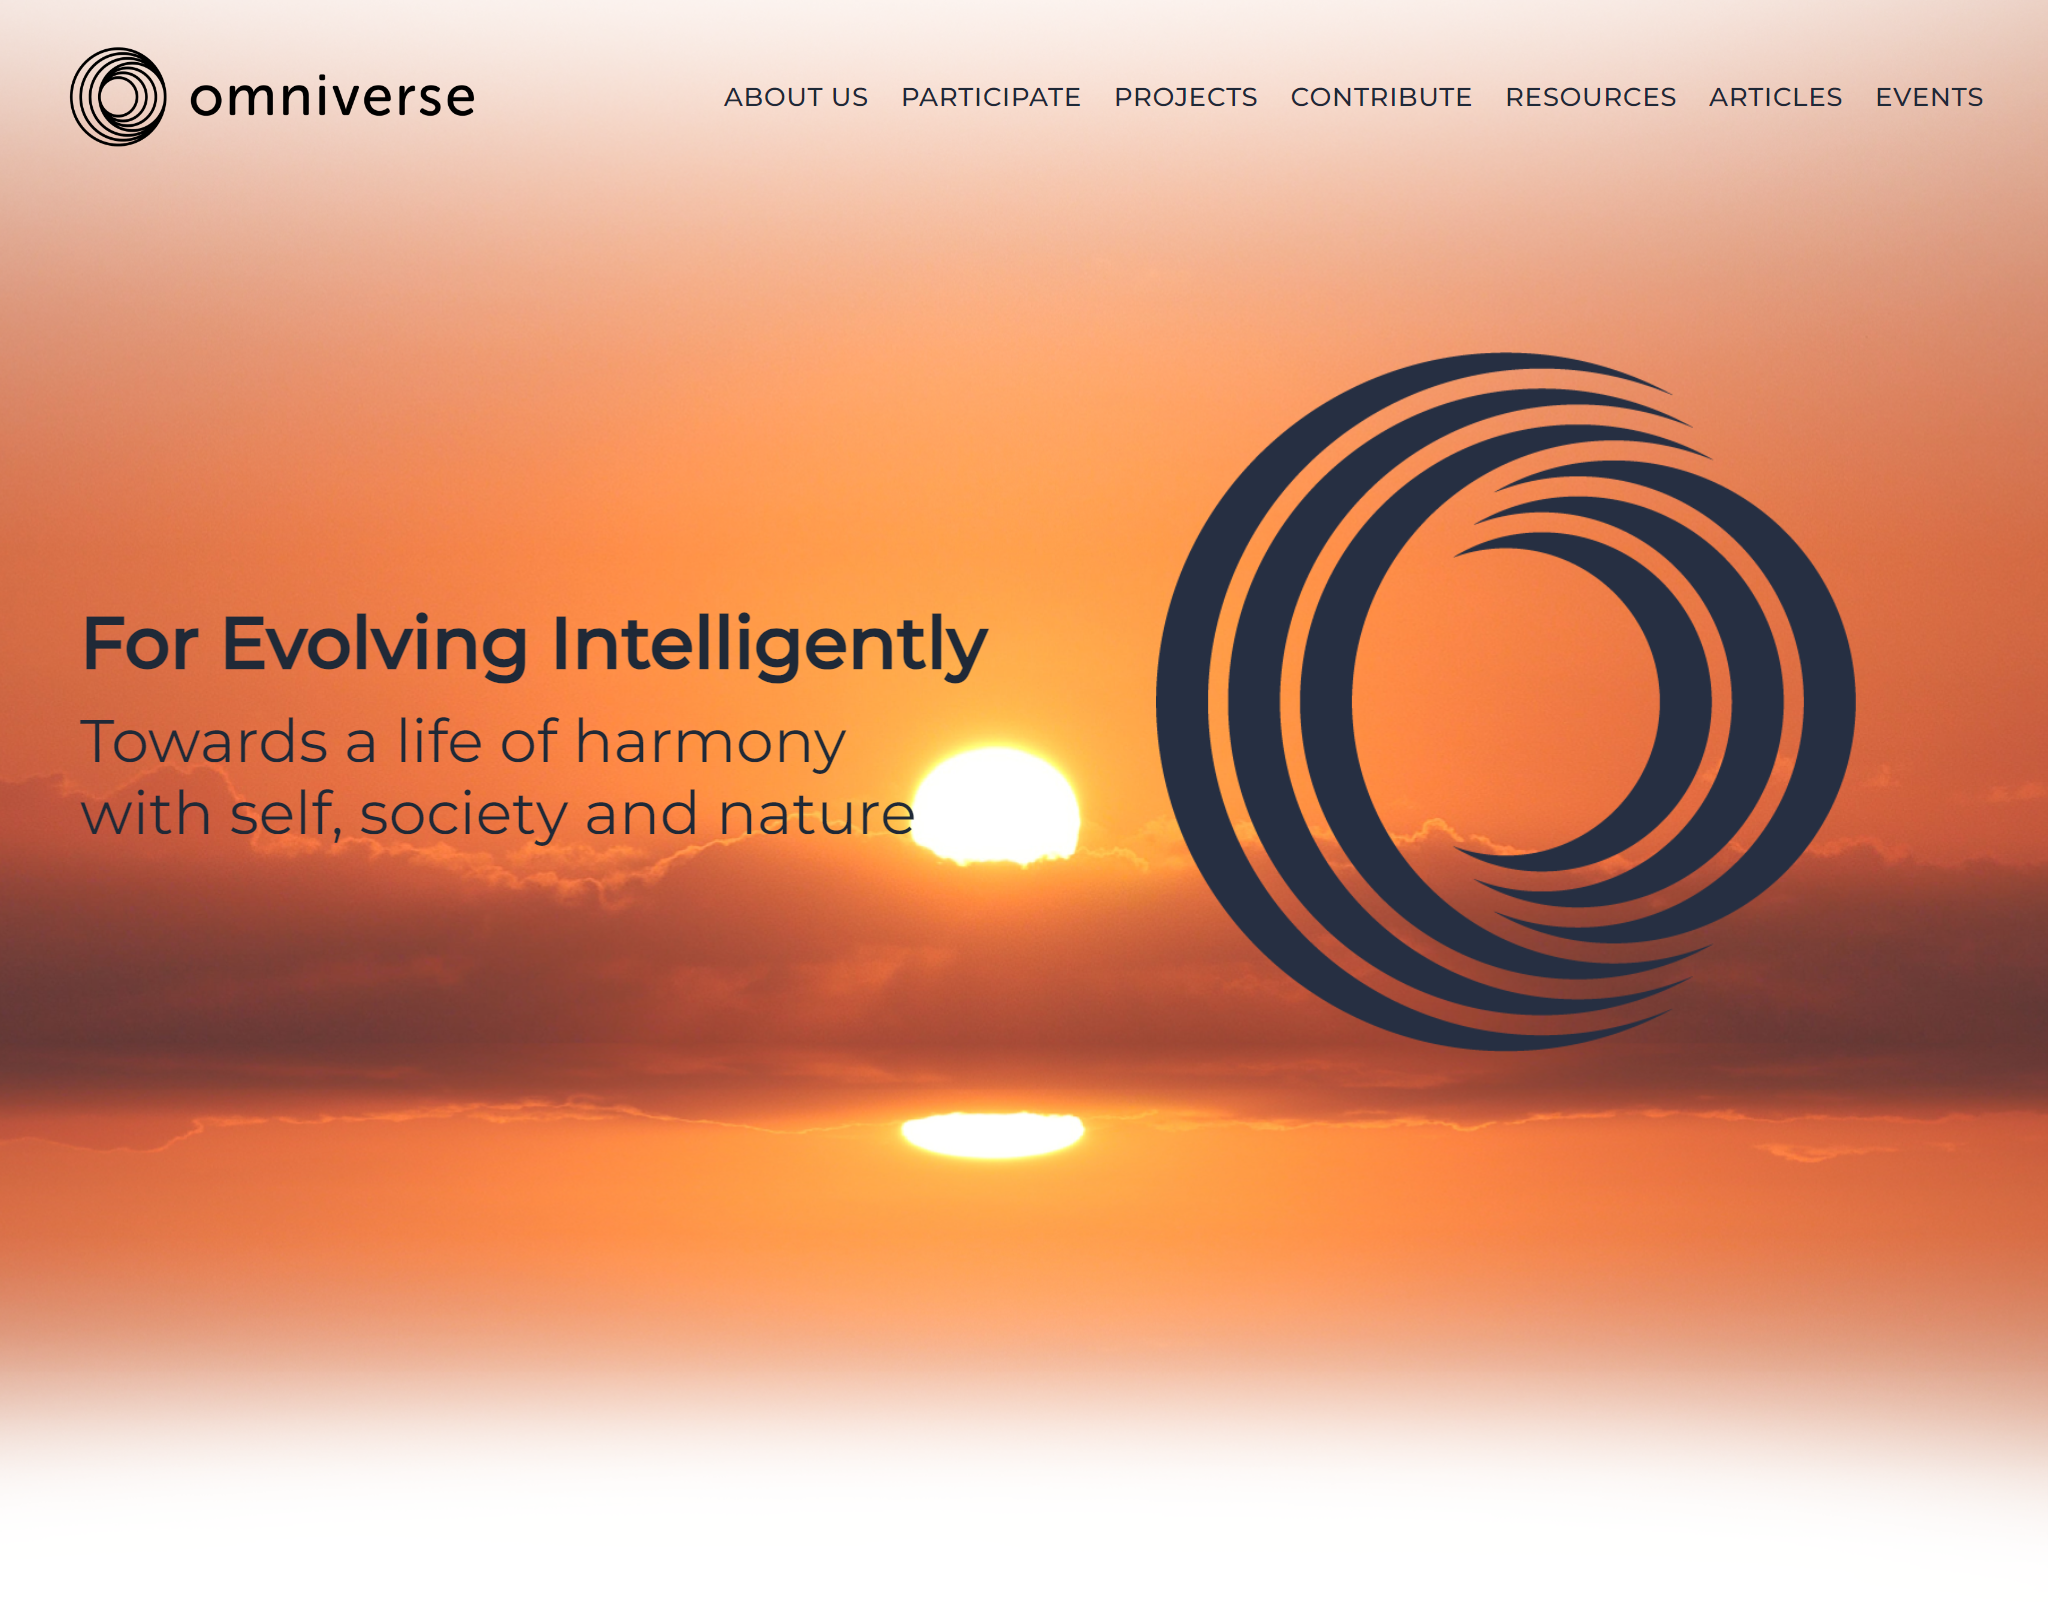 omniverse
ABOUT US PARTICIPATE PROJECTS CONTRIBUTE RESOURCES ARTICLES EVENTS
For Evolving Intelligently
Towards a life of harmony
with self, society and nature